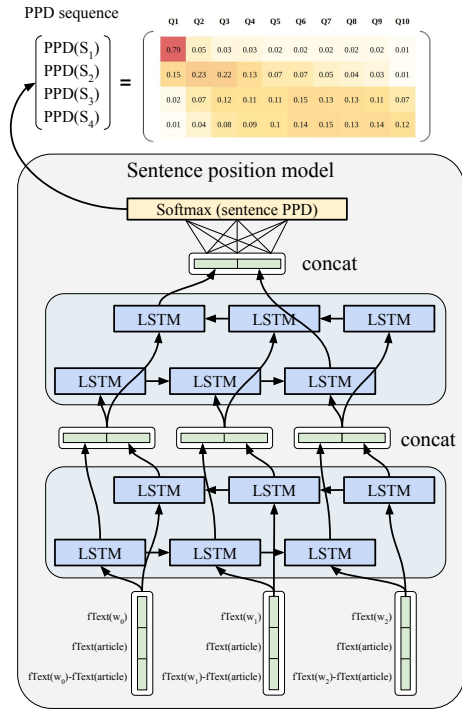 PPD sequence
Q1 Q2 Q3 Q4 Q5 Q6 Q7 Q8 Q9 Q10
PPD(S1) 0.79 0.05 0.03 0.03 0.02 0.02 0.02 0.02 0.02 0.01
PPD(S2) = 0.15 0.23 0.22 0.13 0.07 0.07 0.05 0.04 0.03 0.01
PPD(S3) 0.02 0.07 0.12 0.11 0.11 0.15 0.13 0.13 0.11 0.07
PPD(S4) 0.01 0.04 0.08 0.09 0.1 0.14 0.15 0.13 0.14 0.12
Sentence position model
Softmax (sentence PPD)
concat
LSTM LSTM LSTM
LSTM LSTM LSTM
concat
LSTM LSTM LSTM
LSTM LSTM LSTM
fText(w0) fText(w1) fText(w2)
fText(article) fText(article) fText(article)
fText(w0)-fText(article) fText(w1)-fText(article) fText(w2)-fText(article)